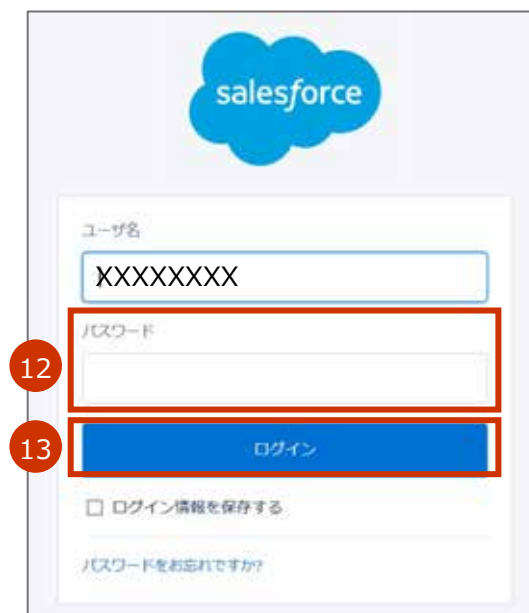 salesforce
ユーザ名
XXXXXXXX
パスワード
12
13
ログイン
ログイン情報を保存する
パスワードをお忘れですか?